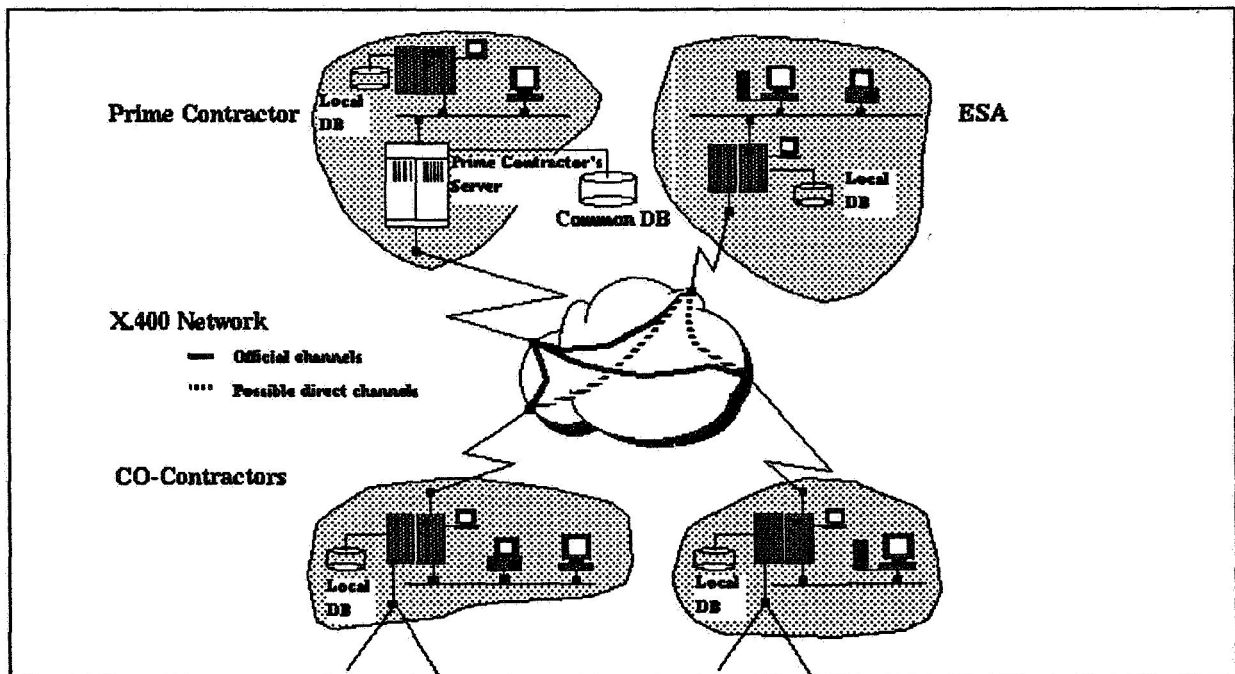 Prime Contractor
Local
DB
Prime Contractor's
Server
Common DB
ESA
Local
DB
X.400 Network
Official channels
Possible direct channels
CO-Contractors
Local
DB
Local
DB